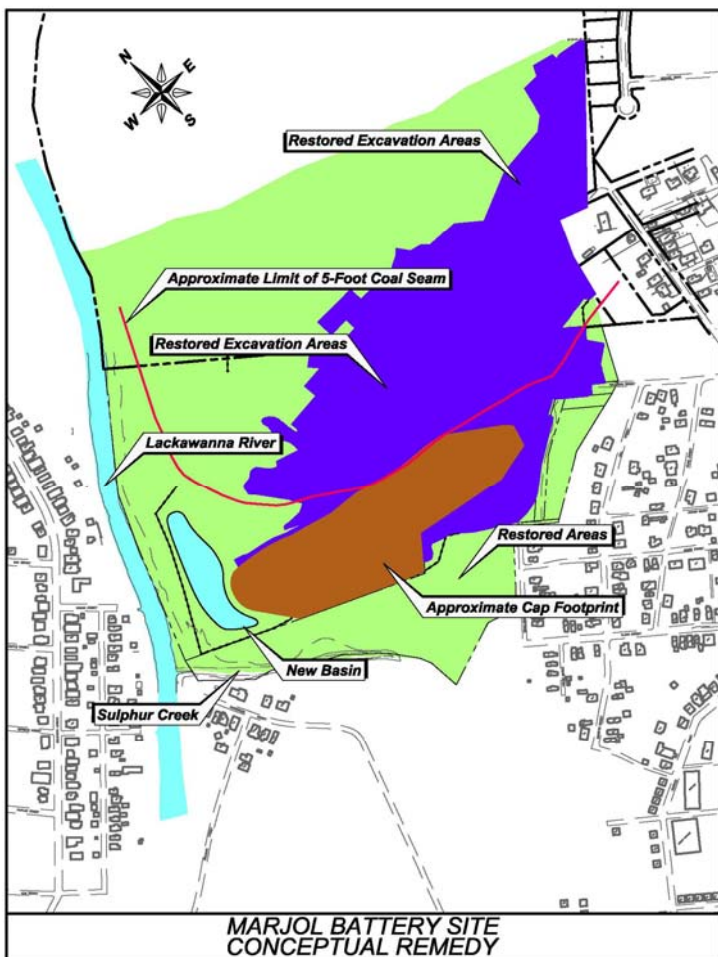 N
E
W
S
Restored Excavation Areas
Approximate Limit of 5-Foot Coal Seam
Restored Excavation Areas
Lackawanna River
Restored Areas
Approximate Cap Footprint
New Basin
Sulphur Creek
MARJOL BATTERY SITE
CONCEPTUAL REMEDY